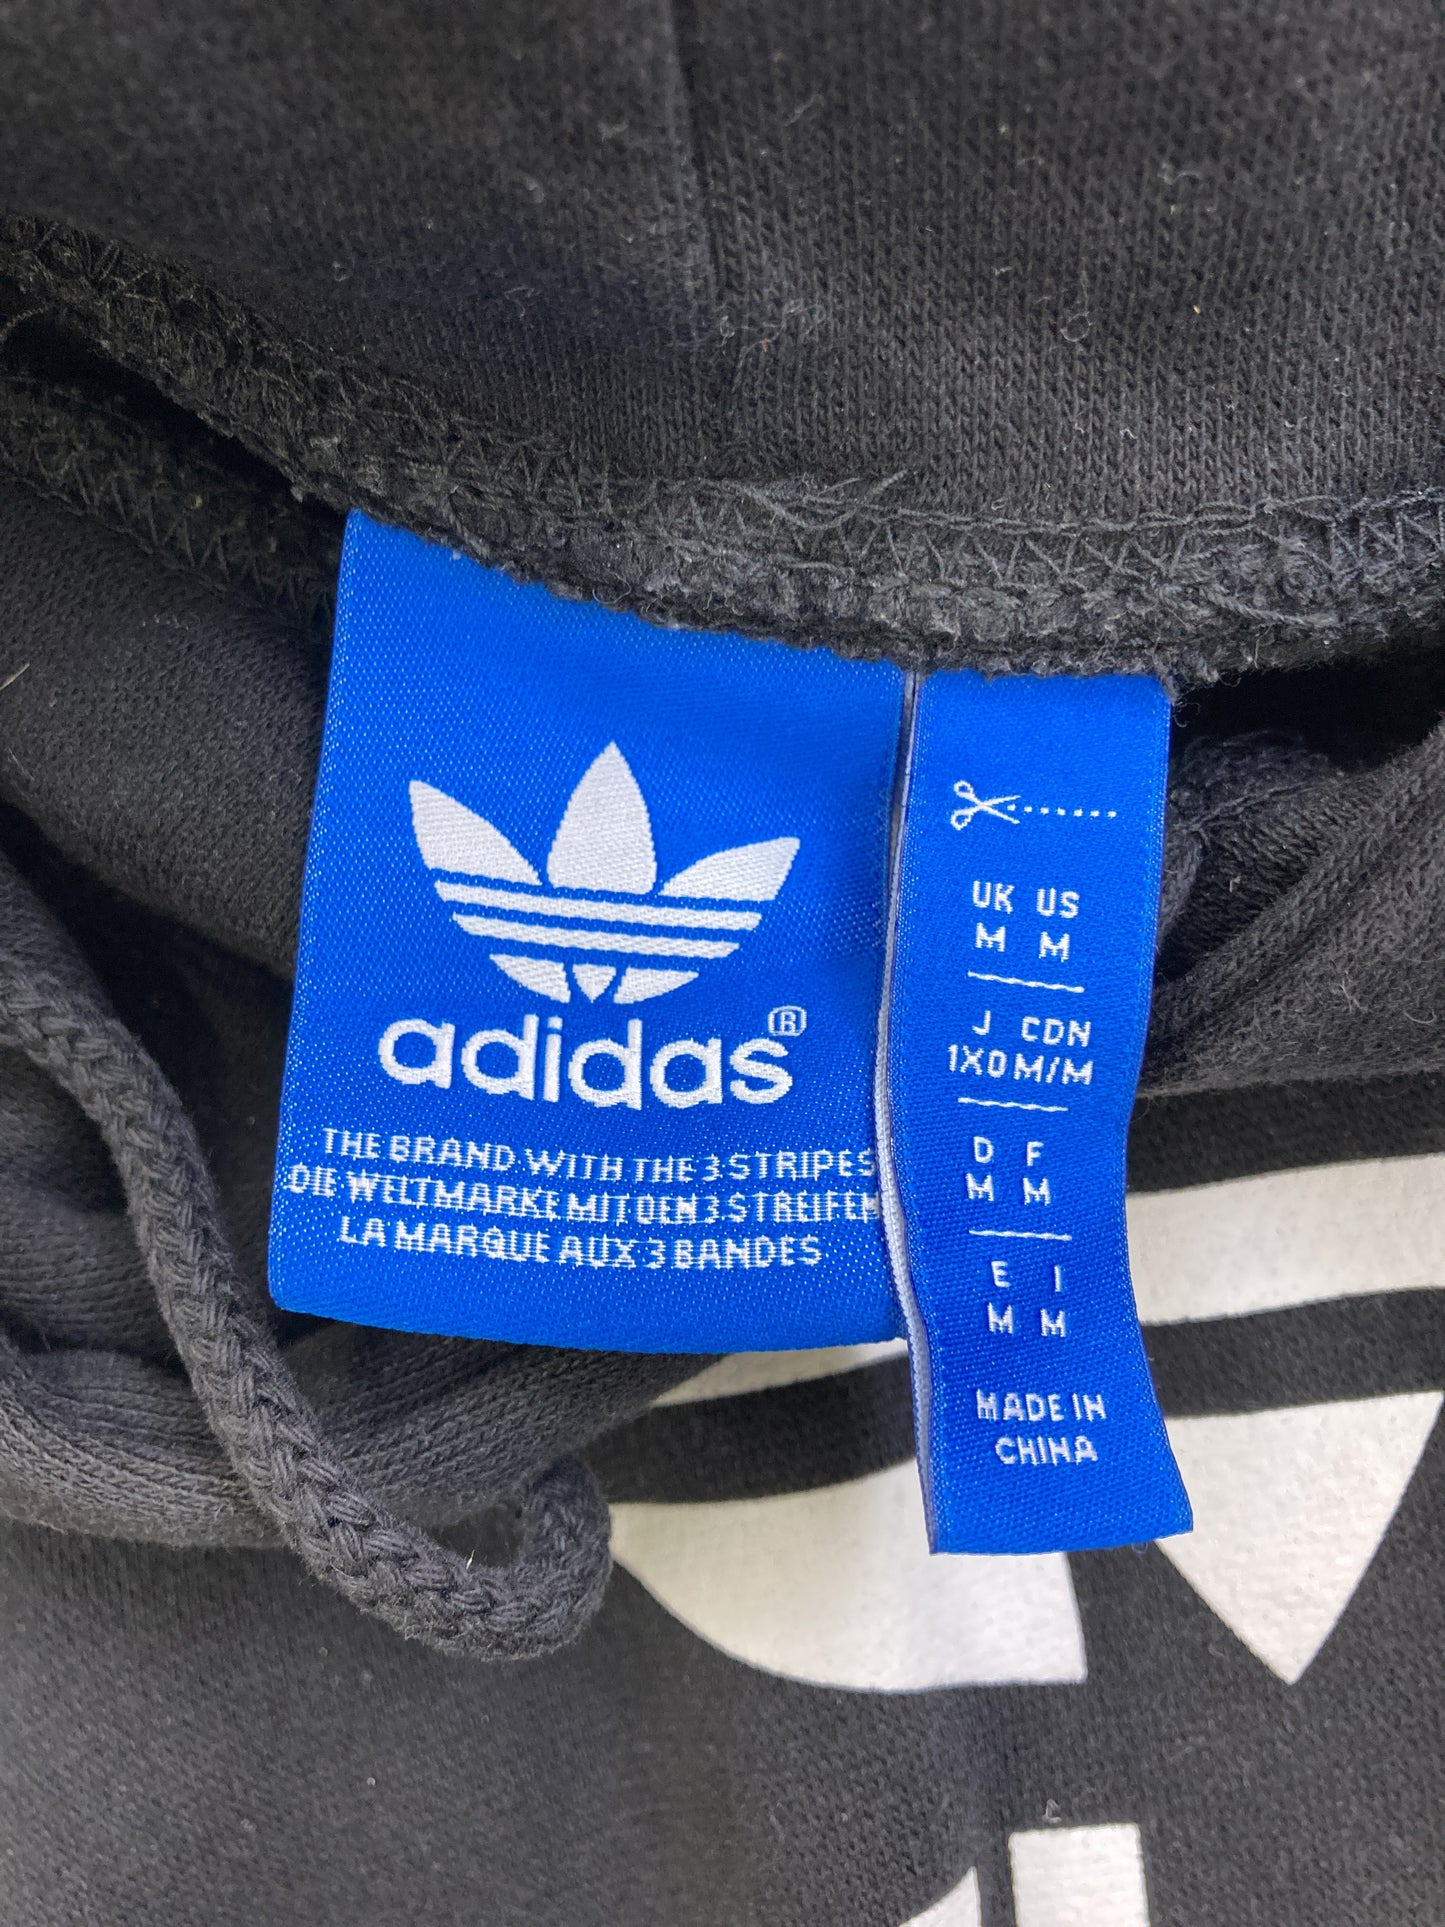 adidas®
THE BRAND WITH THE 3 STRIPES
DIE WELTMARKE MIT DEN 3 STREIFEN
LA MARQUE AUX 3 BANDES
UK US
M M
J CDN
1XO M/M
D F
M M
E I
M M
MADE IN
CHINA